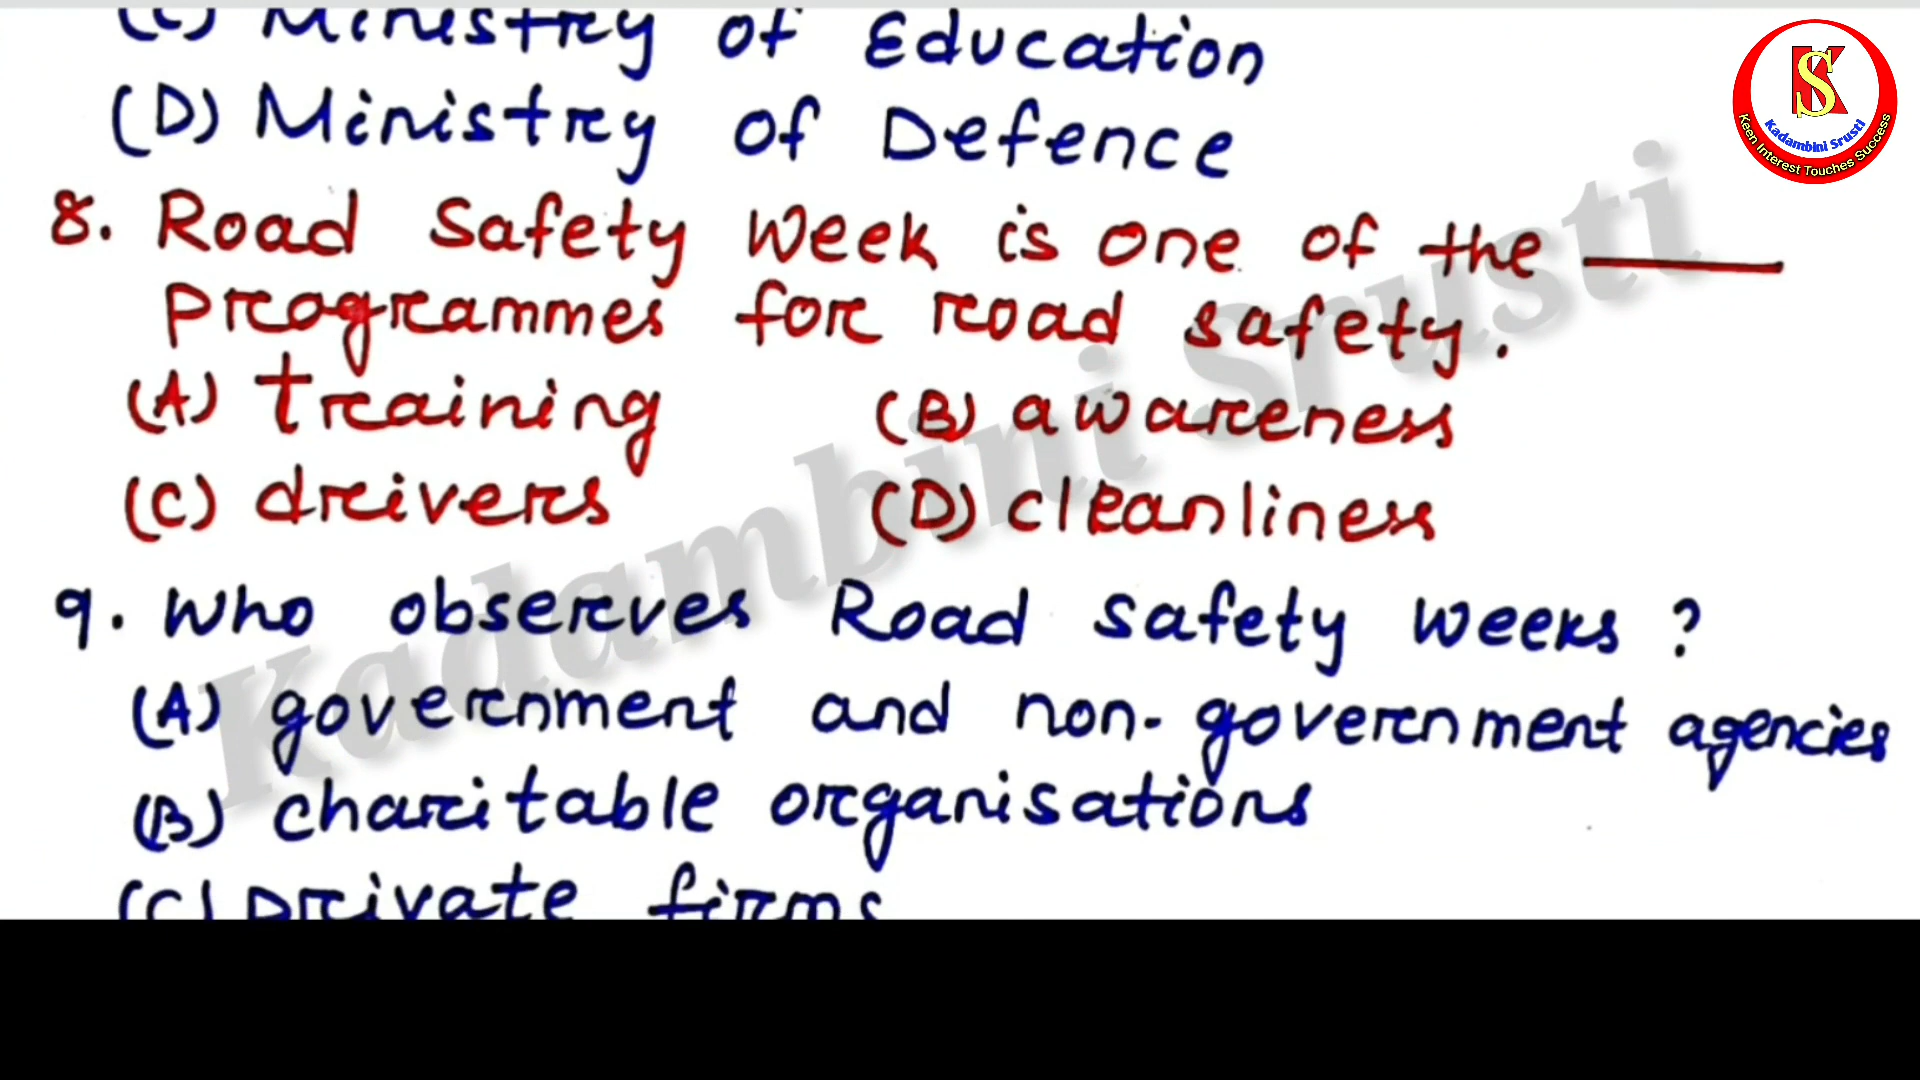 (C) Ministry of Education
(D) Ministry of Defence
8. Road Safety Week is one of the ______
programmes for road safety.
(A) training (B) awareness
(C) drivers (D) cleanliness
9. Who observes Road Safety Weeks?
(A) government and non-government agencies
(B) charitable organisations
(C) private firms
Kadambini Srusti
KS
Kadambini Srusti
Keen Interest Touches Success